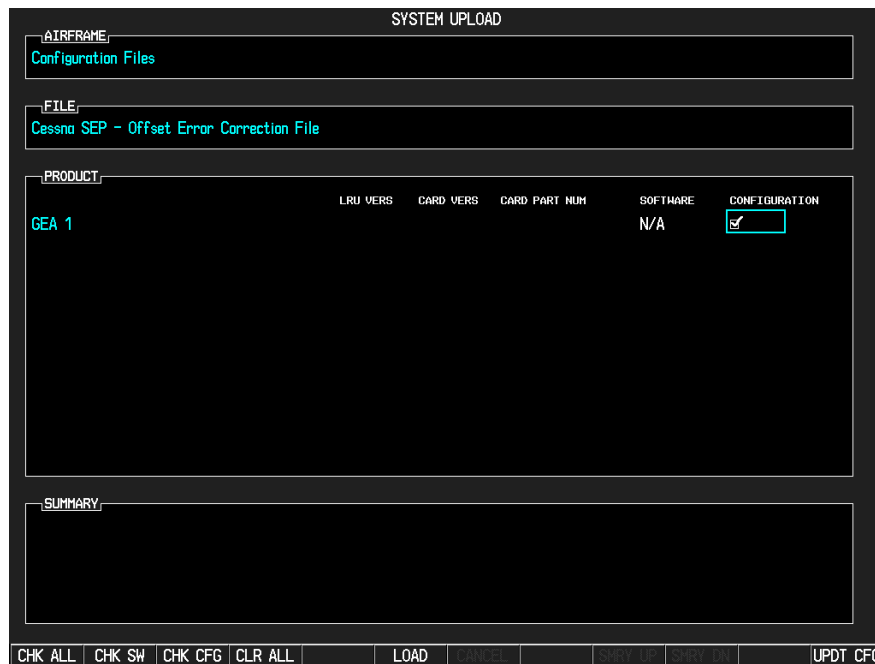 SYSTEM UPLOAD
AIRFRAME
Configuration Files
FILE
Cessna SEP - Offset Error Correction File
PRODUCT
LRU VERS CARD VERS CARD PART NUM SOFTWARE CONFIGURATION
GEA 1 N/A
SUMMARY
CHK ALL CHK SW CHK CFG CLR ALL LOAD CANCEL SMRY UP SMRY DN UPDT CFG